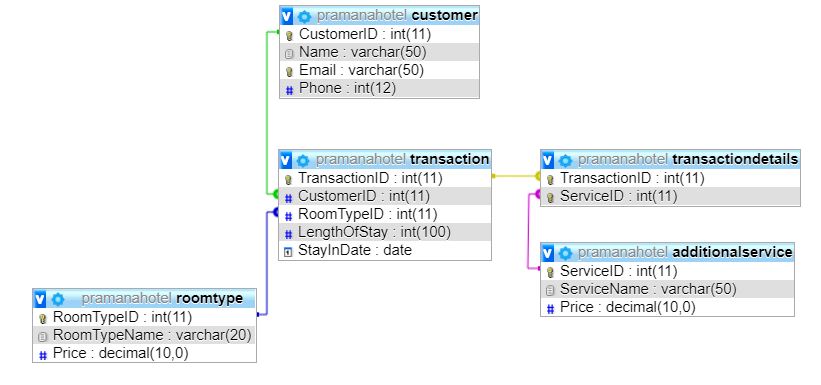 pramanahotel customer
CustomerID : int(11)
Name : varchar(50)
Email : varchar(50)
Phone : int(12)
pramanahotel transaction
TransactionID : int(11)
CustomerID : int(11)
RoomTypeID : int(11)
LengthOfStay : int(100)
StayInDate : date
pramanahotel transactiondetails
TransactionID : int(11)
ServiceID : int(11)
pramanahotel additionalservice
ServiceID : int(11)
ServiceName : varchar(50)
Price : decimal(10,0)
pramanahotel roomtype
RoomTypeID : int(11)
RoomTypeName : varchar(20)
Price : decimal(10,0)